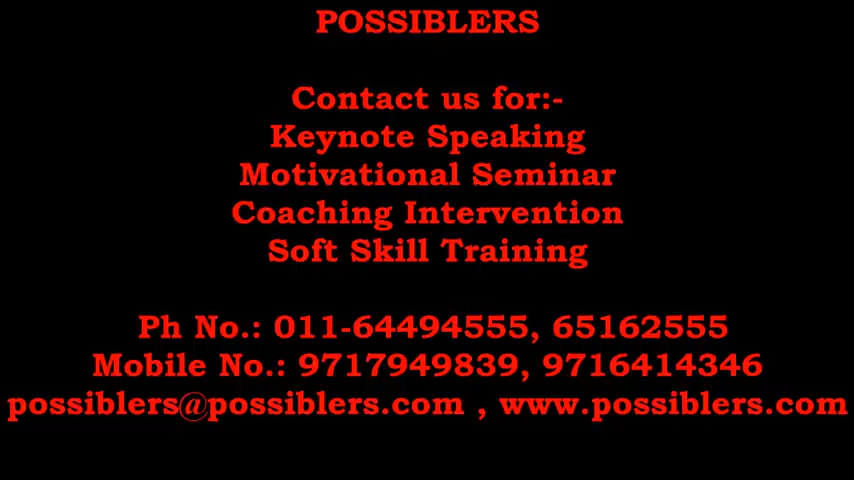 POSSIBLERS
Contact us for:-
Keynote Speaking
Motivational Seminar
Coaching Intervention
Soft Skill Training
Ph No.: 011-64494555, 65162555
Mobile No.: 9717949839, 9716414346
possiblers@possiblers.com , www.possiblers.com